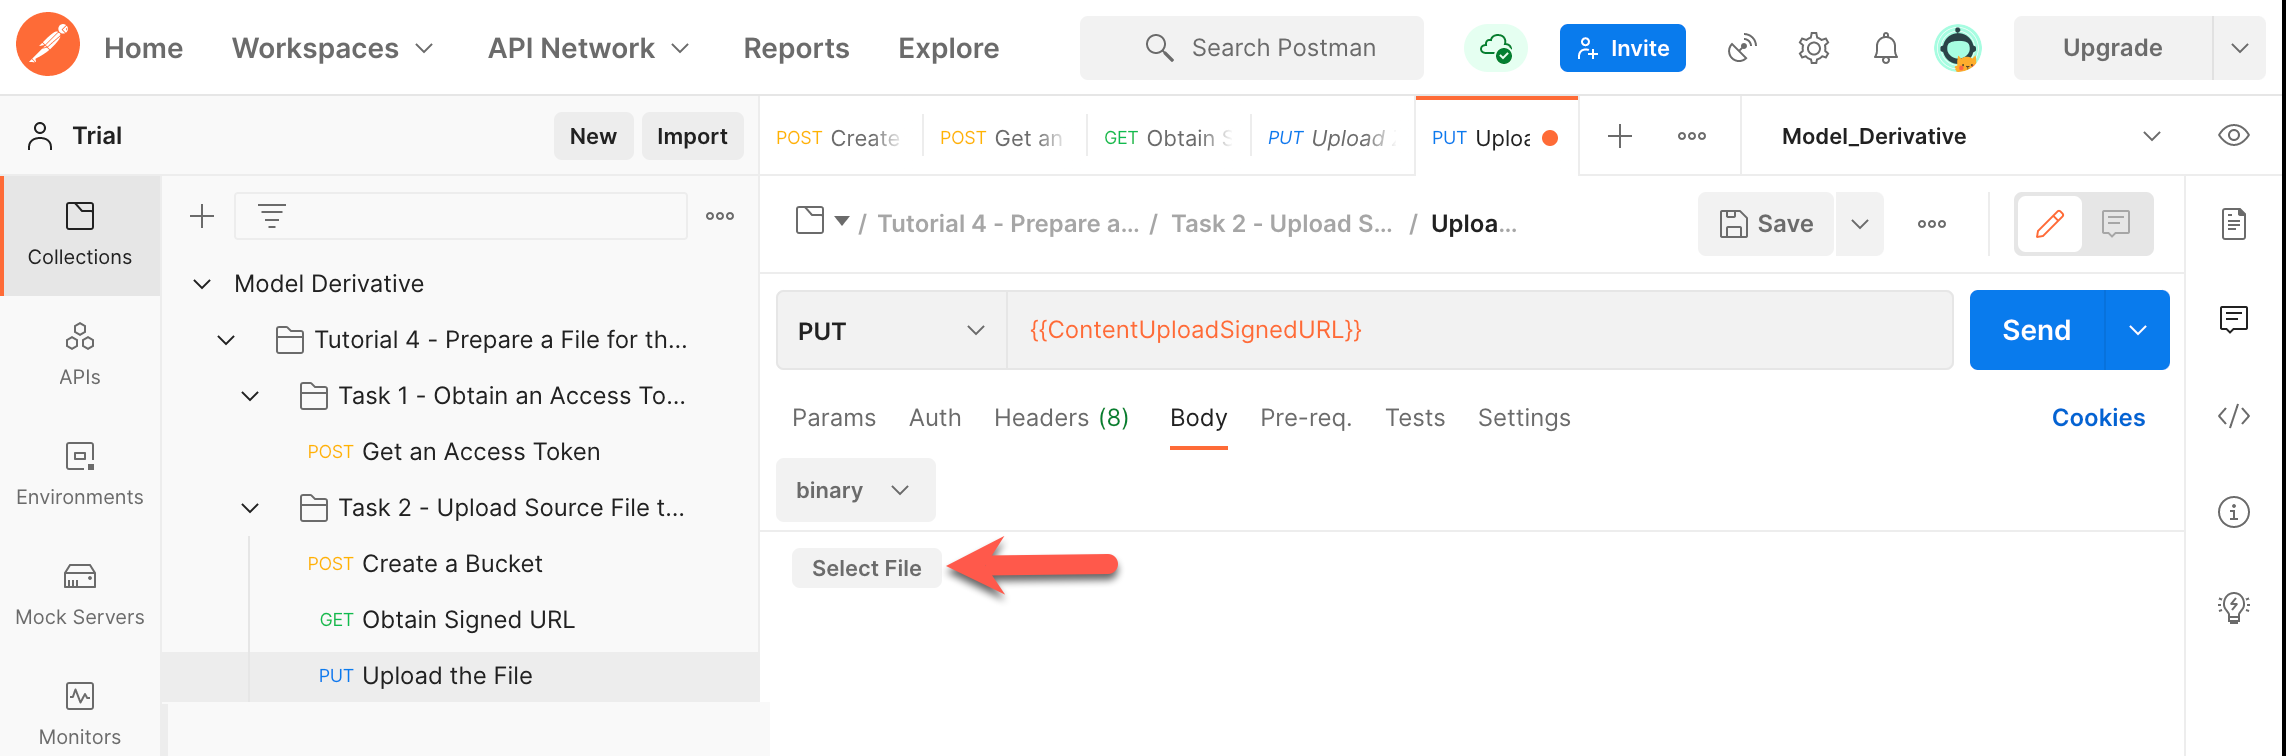 Home Workspaces API Network Reports Explore Search Postman Invite Upgrade
Trial New Import
POST Create POST Get an GET Obtain S PUT Upload PUT Uploa Model_Derivative
Collections
APIs
Environments
Mock Servers
Monitors
Model Derivative
Tutorial 4 - Prepare a File for th...
Task 1 - Obtain an Access To...
POST Get an Access Token
Task 2 - Upload Source File t...
POST Create a Bucket
GET Obtain Signed URL
PUT Upload the File
/ Tutorial 4 - Prepare a... / Task 2 - Upload S... / Uploa... Save
PUT {{ContentUploadSignedURL}} Send
Params Auth Headers (8) Body Pre-req. Tests Settings Cookies
binary
Select File